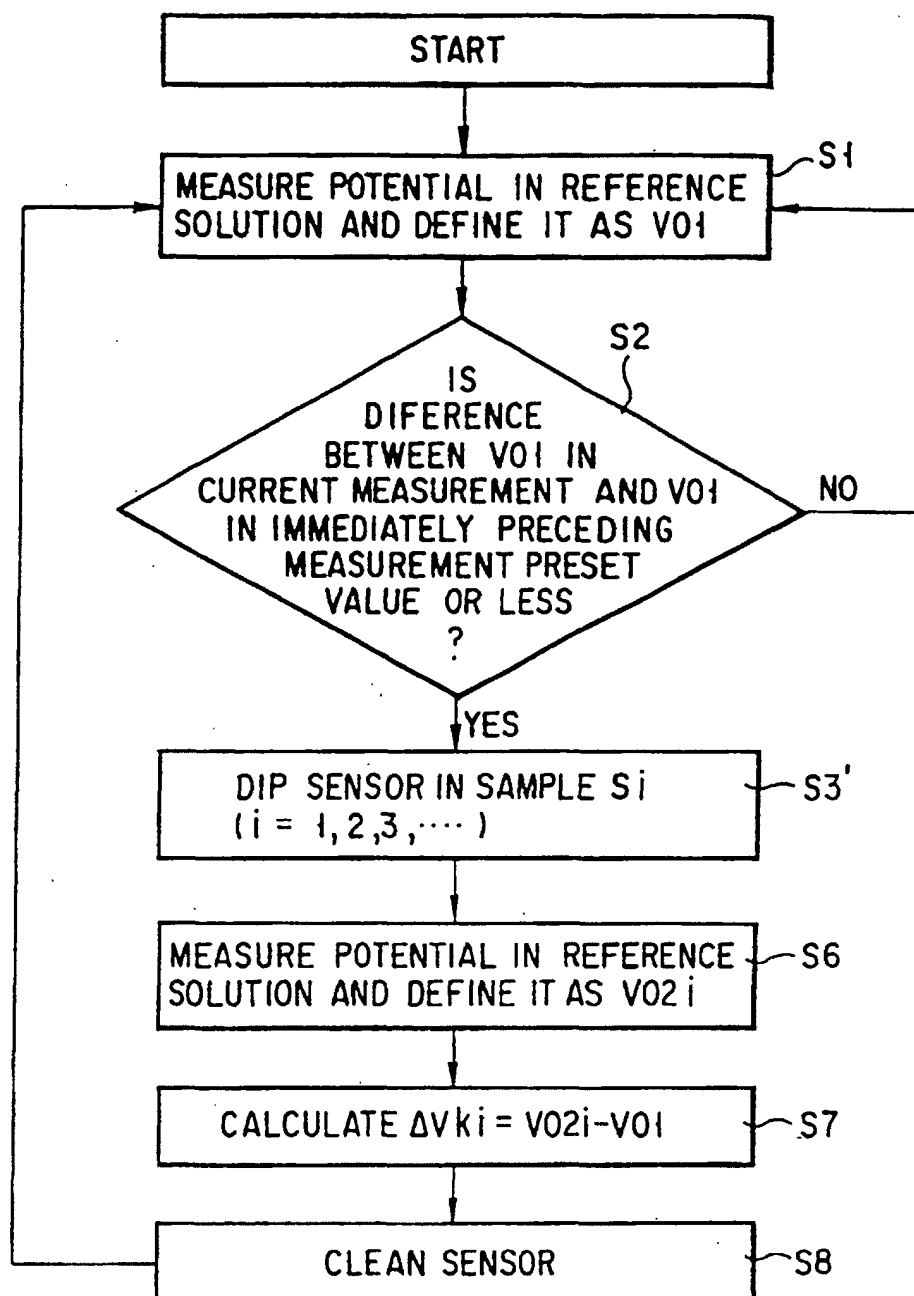 START
S1
MEASURE POTENTIAL IN REFERENCE
SOLUTION AND DEFINE IT AS V01
S2
IS
DIFERENCE
BETWEEN V01 IN
CURRENT MEASUREMENT AND V01
IN IMMEDIATELY PRECEDING
MEASUREMENT PRESET
VALUE OR LESS
?
NO
YES
DIP SENSOR IN SAMPLE Si
(i = 1,2,3,····)
S3'
MEASURE POTENTIAL IN REFERENCE
SOLUTION AND DEFINE IT AS V02i
S6
CALCULATE ΔVki = V02i-V01
S7
CLEAN SENSOR
S8